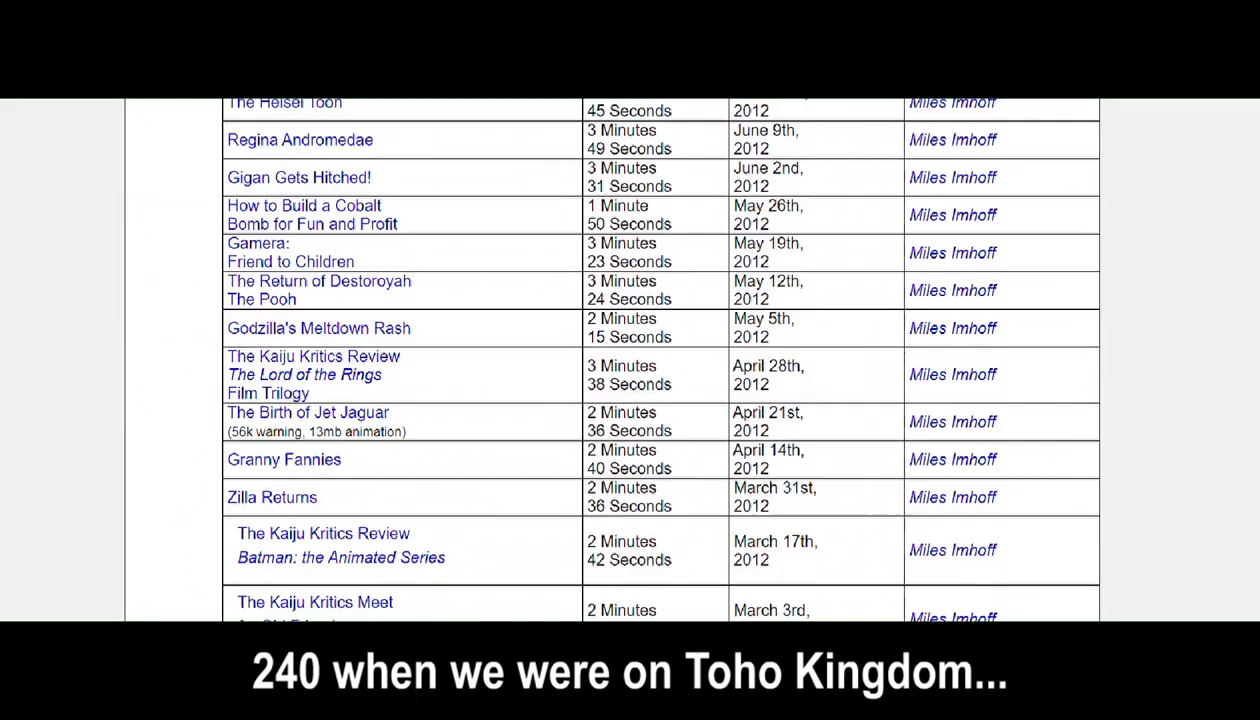 The Heisel Toon
45 Seconds
2012
Miles Imhoff
Regina Andromedae
3 Minutes
49 Seconds
June 9th,
2012
Miles Imhoff
Gigan Gets Hitched!
3 Minutes
31 Seconds
June 2nd,
2012
Miles Imhoff
How to Build a Cobalt
Bomb for Fun and Profit
1 Minute
50 Seconds
May 26th,
2012
Miles Imhoff
Gamera:
Friend to Children
3 Minutes
23 Seconds
May 19th,
2012
Miles Imhoff
The Return of Destoroyah
The Pooh
3 Minutes
24 Seconds
May 12th,
2012
Miles Imhoff
Godzilla's Meltdown Rash
2 Minutes
15 Seconds
May 5th,
2012
Miles Imhoff
The Kaiju Kritics Review
The Lord of the Rings
Film Trilogy
3 Minutes
38 Seconds
April 28th,
2012
Miles Imhoff
The Birth of Jet Jaguar
(56k warning, 13mb animation)
2 Minutes
36 Seconds
April 21st,
2012
Miles Imhoff
Granny Fannies
2 Minutes
40 Seconds
April 14th,
2012
Miles Imhoff
Zilla Returns
2 Minutes
36 Seconds
March 31st,
2012
Miles Imhoff
The Kaiju Kritics Review
Batman: the Animated Series
2 Minutes
42 Seconds
March 17th,
2012
Miles Imhoff
The Kaiju Kritics Meet
2 Minutes
March 3rd,
Miles Imhoff
240 when we were on Toho Kingdom...